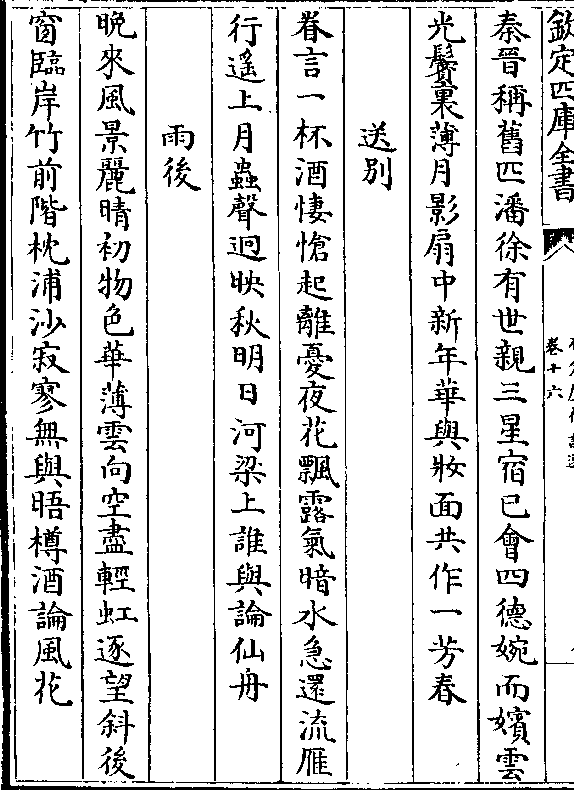 欽定四庫全書
卷十六
秦晉稱舊匹潘徐有世親三星宿已會四德婉而嬪雲
光鬢裏薄月影扇中新年華與妝面共作一芳春
送別
眷言一杯酒悽愴起離憂夜花飄露氣暗水急還流雁
行遥上月蟲聲迥映秋明日河梁上誰與論仙舟
雨後
晩來風景麗晴初物色華薄雲向空盡輕虹逐望斜後
窗臨岸竹前階枕浦沙寂寥無與晤樽酒論風花